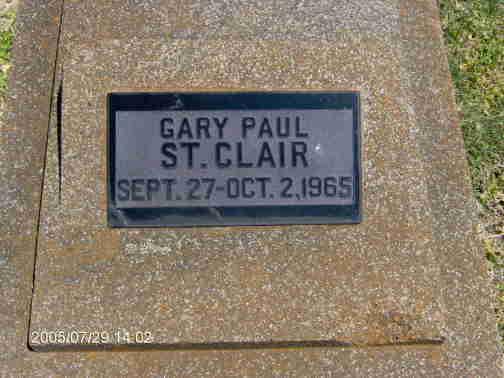 GARY PAUL
ST. CLAIR
SEPT. 27-OCT. 2, 1965
2005/07/29 14:02